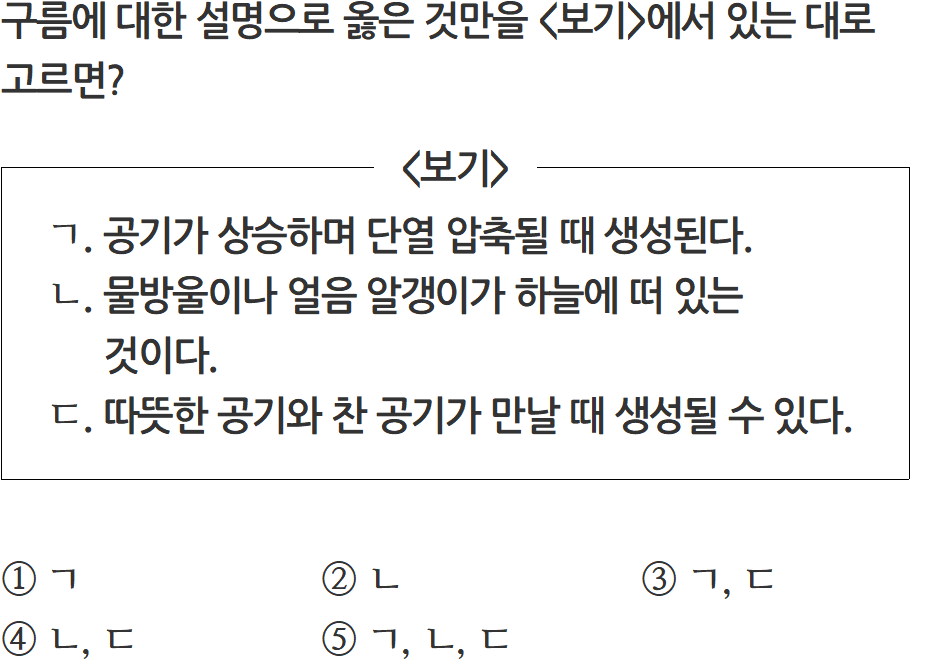 구름에 대한 설명으로 옳은 것만을 <보기>에서 있는 대로
고르면?
<보기>
ㄱ. 공기가 상승하며 단열 압축될 때 생성된다.
ㄴ. 물방울이나 얼음 알갱이가 하늘에 떠 있는
것이다.
ㄷ. 따뜻한 공기와 찬 공기가 만날 때 생성될 수 있다.
① ㄱ ② ㄴ ③ ㄱ, ㄷ
④ ㄴ, ㄷ ⑤ ㄱ, ㄴ, ㄷ